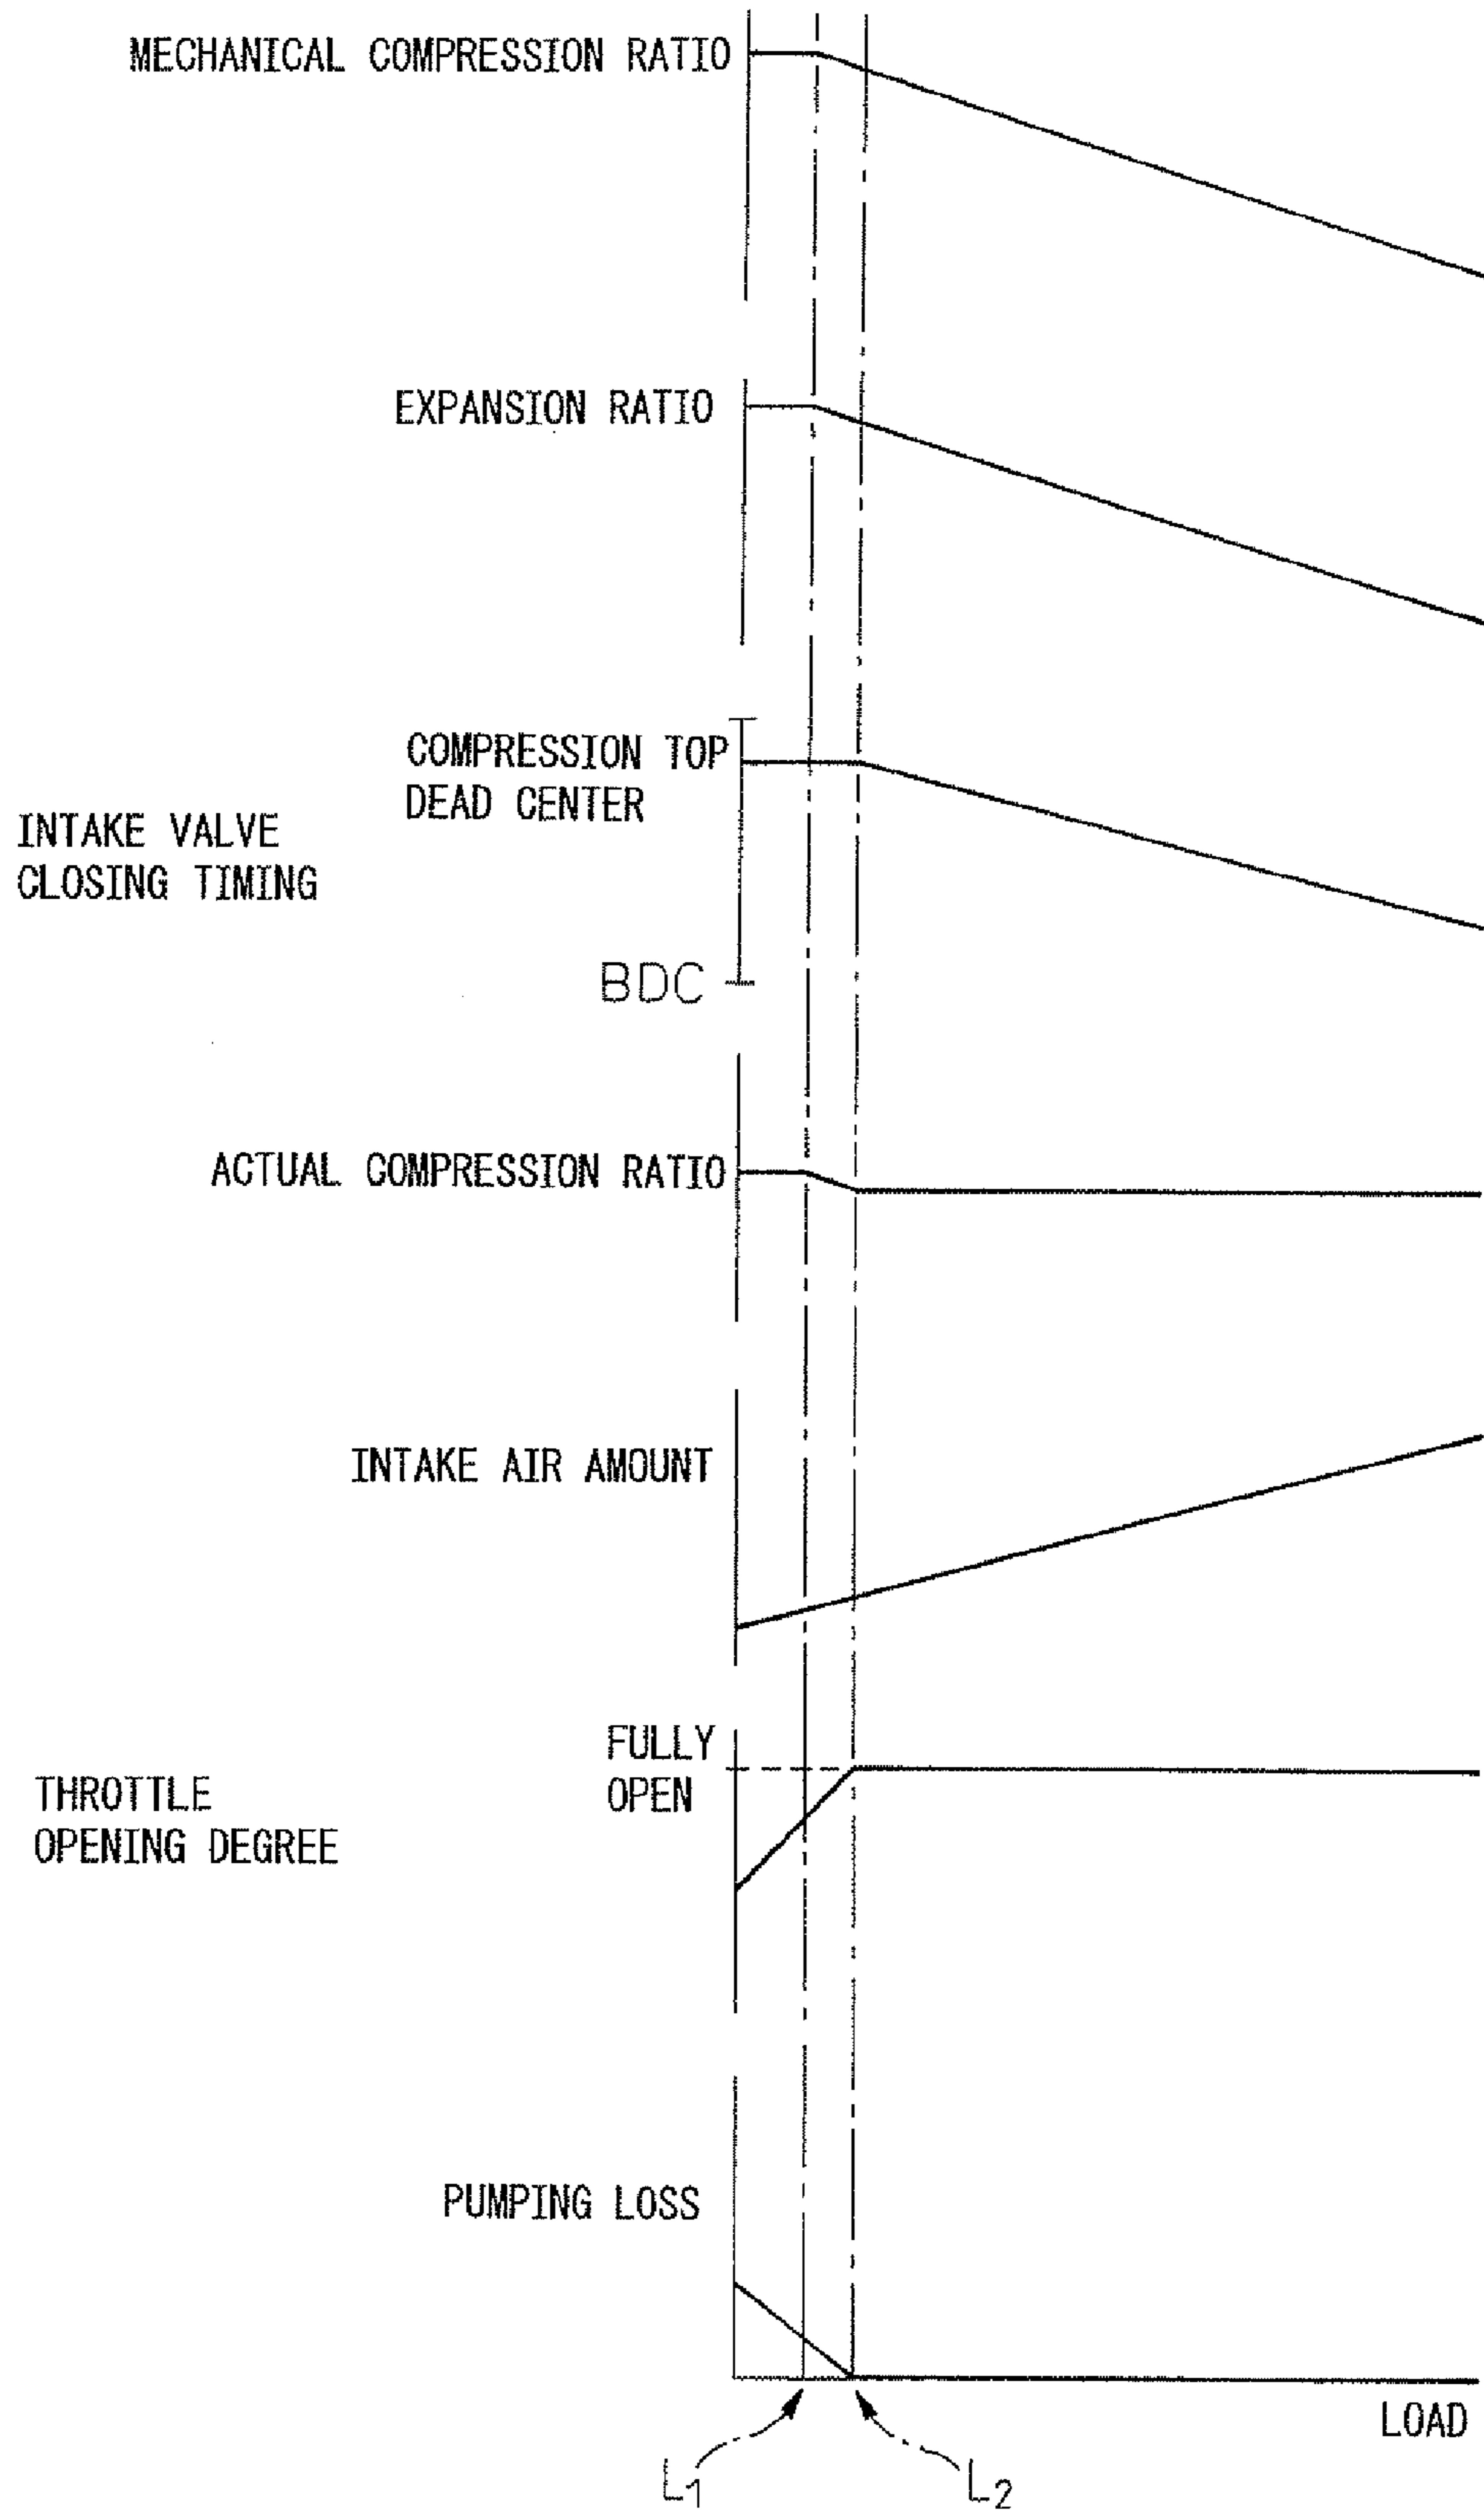 MECHANICAL COMPRESSION RATIO
EXPANSION RATIO
COMPRESSION TOP
DEAD CENTER
INTAKE VALVE
CLOSING TIMING
BDC
ACTUAL COMPRESSION RATIO
INTAKE AIR AMOUNT
FULLY
OPEN
THROTTLE
OPENING DEGREE
PUMPING LOSS
LOAD
L1
L2